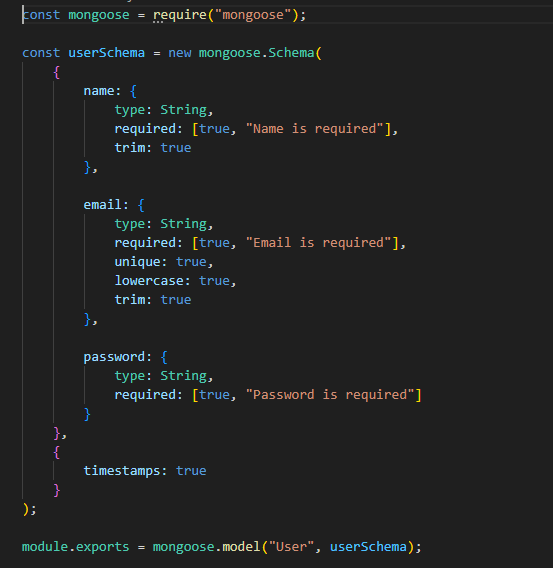 const mongoose = require("mongoose");

const userSchema = new mongoose.Schema(
    {
        name: {
            type: String,
            required: [true, "Name is required"],
            trim: true
        },

        email: {
            type: String,
            required: [true, "Email is required"],
            unique: true,
            lowercase: true,
            trim: true
        },

        password: {
            type: String,
            required: [true, "Password is required"]
        }
    },
    {
        timestamps: true
    }
);

module.exports = mongoose.model("User", userSchema);